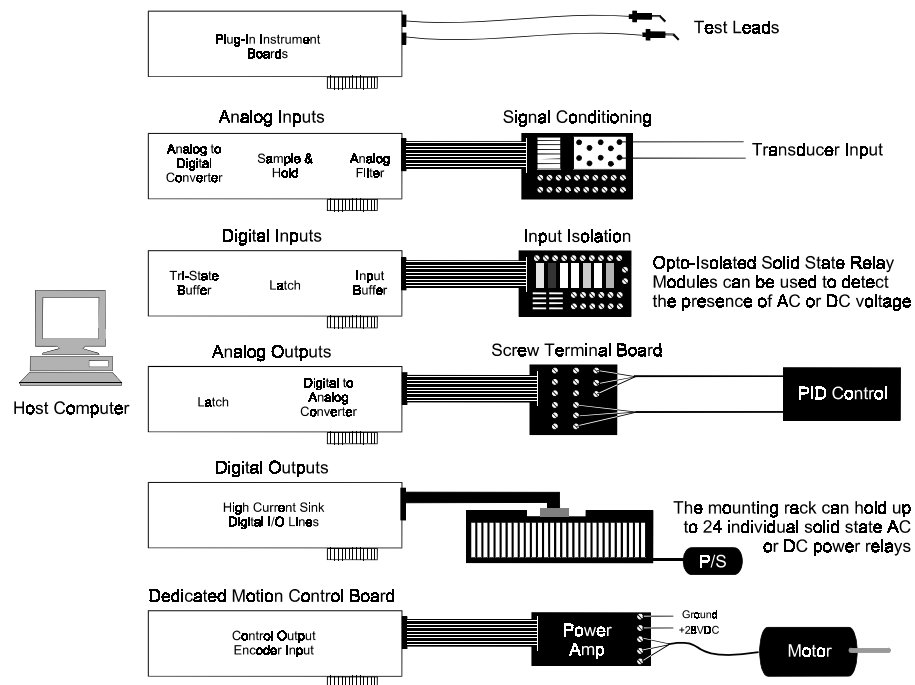 Plug-In Instrument
Boards
Test Leads
Analog Inputs
Signal Conditioning
Analog to
Digital
Converter
Sample &
Hold
Analog
Filter
Transducer Input
Digital Inputs
Input Isolation
Tri-State
Buffer
Latch
Input
Buffer
Opto-Isolated Solid State Relay
Modules can be used to detect
the presence of AC or DC voltage
Host Computer
Analog Outputs
Screw Terminal Board
Latch
Digital to
Analog
Converter
PID Control
Digital Outputs
High Current Sink
Digital I/O Lines
The mounting rack can hold up
to 24 individual solid state AC
or DC power relays
P/S
Dedicated Motion Control Board
Control Output
Encoder Input
Power
Amp
Ground
+28VDC
Motor